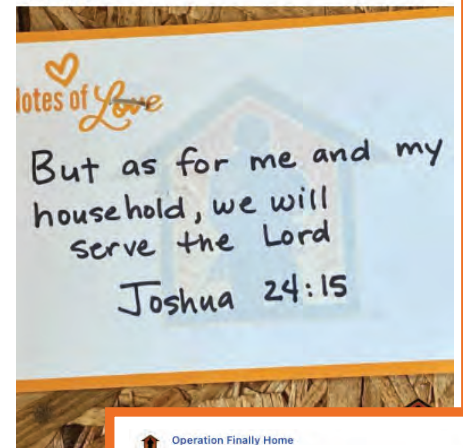 Notes of Love
But as for me and my
household, we will
serve the Lord
Joshua 24:15
Operation Finally Home